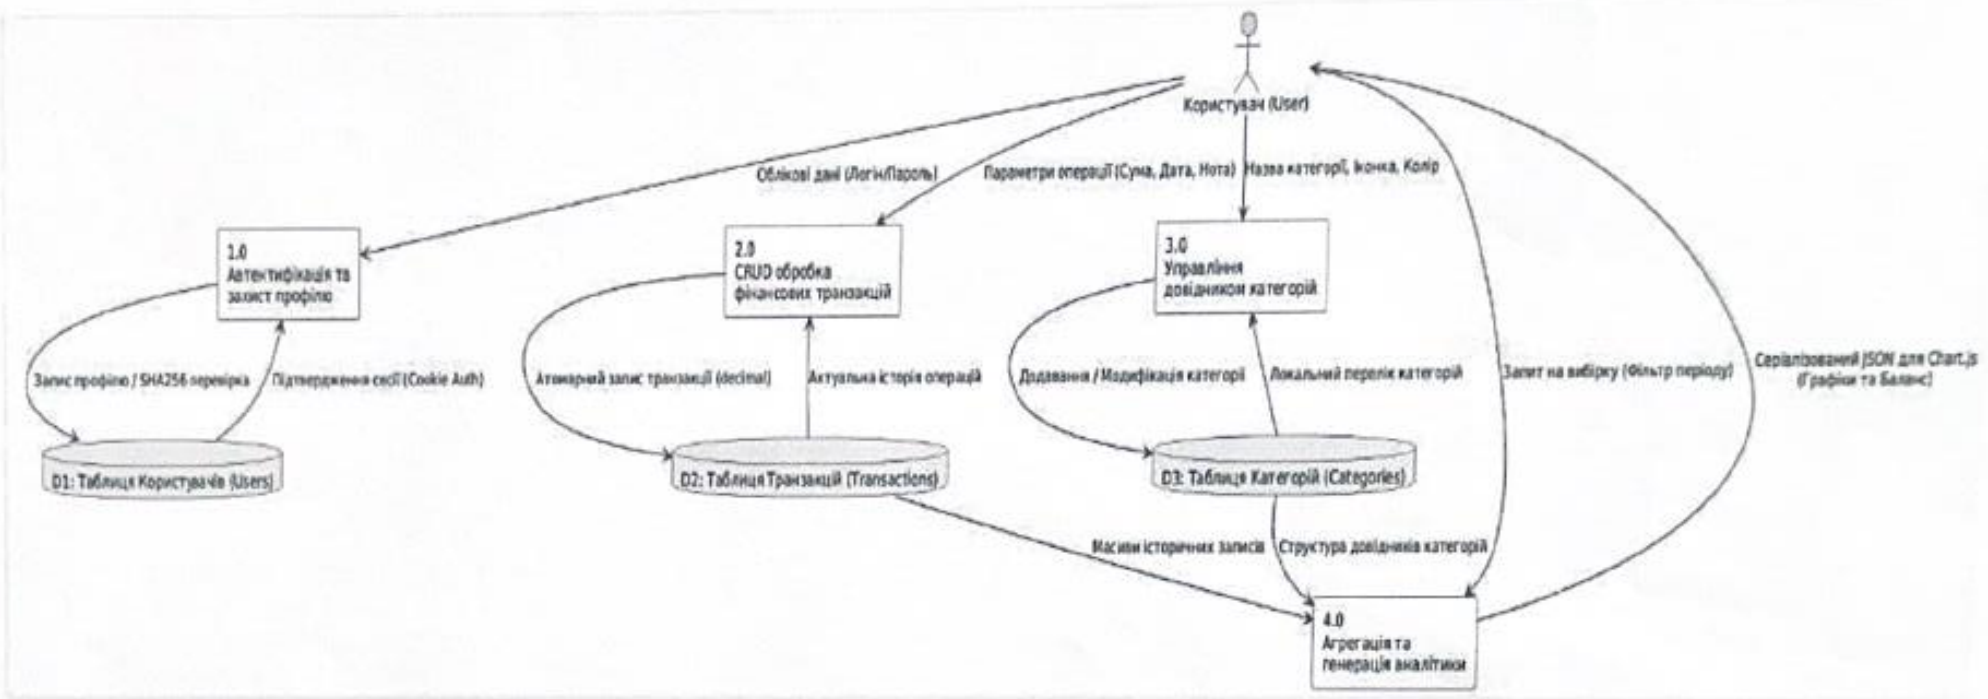 Користувач (User)
Облікові дані (Логін/Пароль)
Параметри операції (Сума, Дата, Нота)
Назва категорії, Іконка, Колір
1.0
Автентифікація та
захист профілю
2.0
CRUD обробка
фінансових транзакцій
3.0
Управління
довідником категорій
Запис профілю / SHA256 перевірка
Підтвердження сесії (Cookie Auth)
Атомарний запис транзакції (decimal)
Актуальна історія операцій
Додавання / Модифікація категорії
Локальний перелік категорій
Запит на вибірку (Фільтр періоду)
Серіалізований JSON для Chart.js
(Графіки та Баланс)
D1: Таблиця Користувачів (Users)
D2: Таблиця Транзакцій (Transactions)
D3: Таблиця Категорій (Categories)
Масиви історичних записів
Структура довідників категорій
4.0
Агрегація та
генерація аналітики